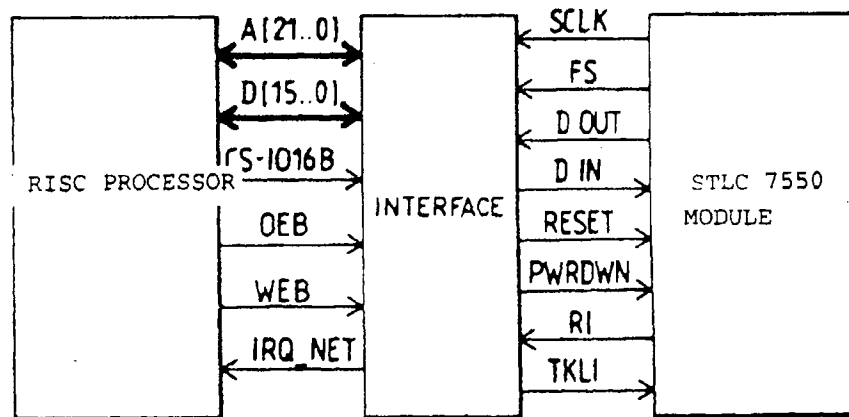 A(21..0)
D(15..0)
CS-IO16B
RISC PROCESSOR
OEB
WEB
IRQ_NET
INTERFACE
SCLK
FS
D OUT
D IN
RESET
PWRDWN
RI
TKLI
STLC 7550
MODULE